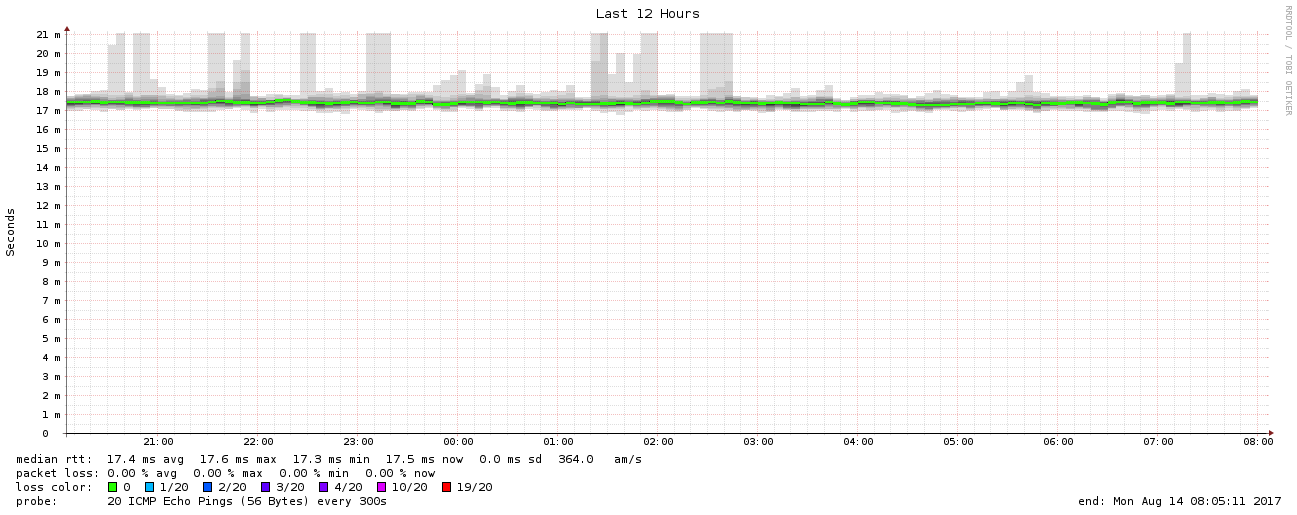 Last 12 Hours
RRDTOOL / TOBI OETIKER
Seconds
21 m
20 m
19 m
18 m
17 m
16 m
15 m
14 m
13 m
12 m
11 m
10 m
9 m
8 m
7 m
6 m
5 m
4 m
3 m
2 m
1 m
0
21:00 22:00 23:00 00:00 01:00 02:00 03:00 04:00 05:00 06:00 07:00 08:00
median rtt: 17.4 ms avg 17.6 ms max 17.3 ms min 17.5 ms now 0.0 ms sd 364.0 am/s
packet loss: 0.00 % avg 0.00 % max 0.00 % min 0.00 % now
loss color: 0 1/20 2/20 3/20 4/20 10/20 19/20
probe: 20 ICMP Echo Pings (56 Bytes) every 300s end: Mon Aug 14 08:05:11 2017